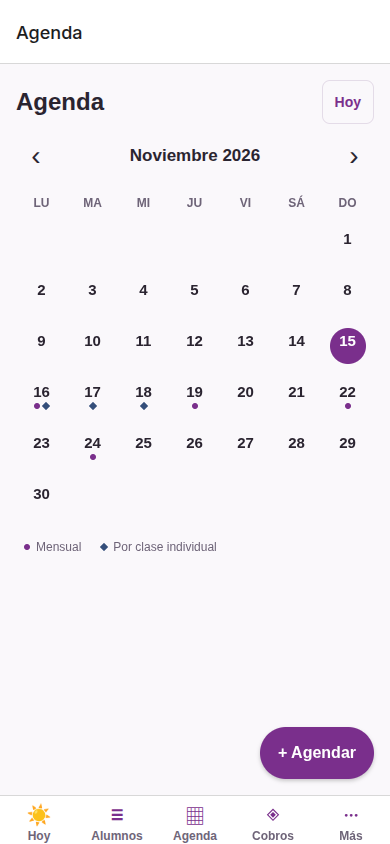 Agenda
Agenda
Hoy
‹ Noviembre 2026 ›
LU MA MI JU VI SÁ DO
1
2 3 4 5 6 7 8
9 10 11 12 13 14 15
16 17 18 19 20 21 22
23 24 25 26 27 28 29
30
Mensual Por clase individual
+ Agendar
Hoy Alumnos Agenda Cobros Más